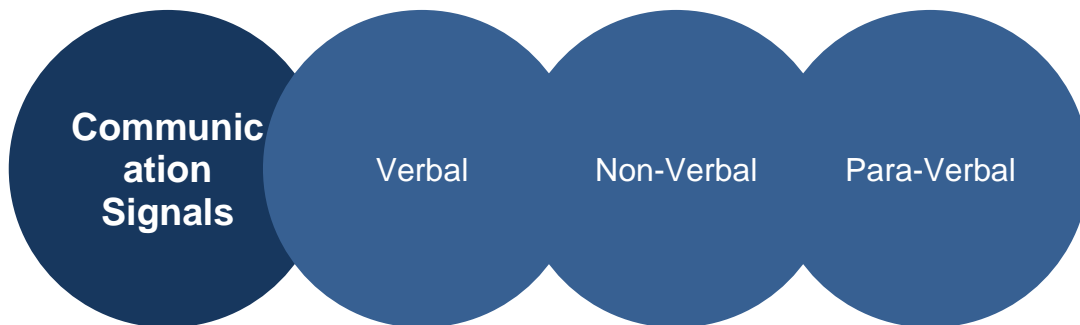 Communic
ation
Signals
Verbal
Non-Verbal
Para-Verbal